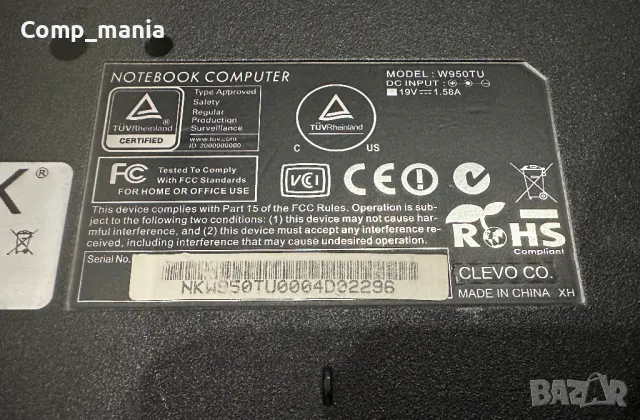 Comp_mania
NOTEBOOK COMPUTER
MODEL: W950TU
DC INPUT:
19V 1.58A
TÜVRheinland
CERTIFIED
Type Approved
Safety
Regular
Production
Surveillance
www.tuv.com
ID 2000000000
TÜVRheinland
C US
FC
Tested To Comply
With FCC Standards
FOR HOME OR OFFICE USE
VCI
CE
K®
This device complies with Part 15 of the FCC Rules. Operation is sub-
ject to the following two conditions: (1) this device may not cause har-
mful interference, and (2) this device must accept any interference re-
ceived, including interference that may cause undesired operation.
RoHS
Compliant
Serial No.
NKW950TU0004D02296
CLEVO CO.
MADE IN CHINA XH
BAZAR
bg